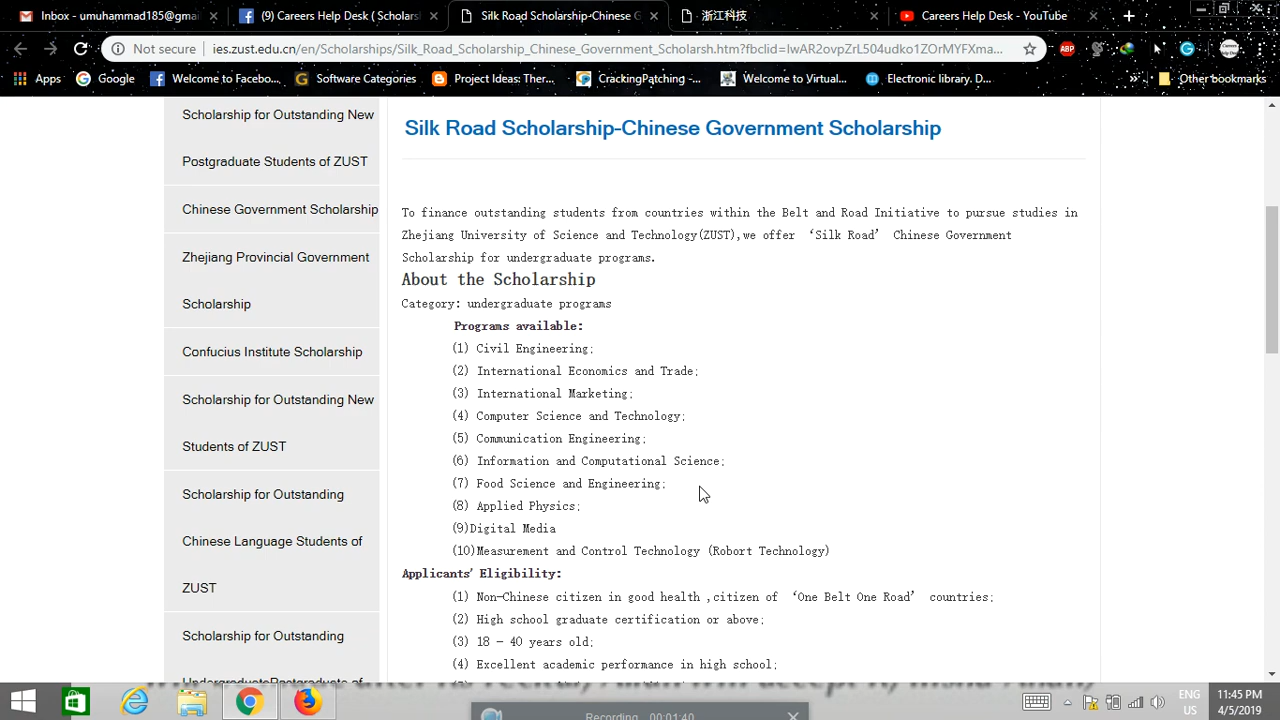 Inbox - umuhammad185@gma
(9) Careers Help Desk ( Scholars
Silk Road Scholarship-Chinese G
浙江科技
Careers Help Desk - YouTube
Not secure
ies.zust.edu.cn/en/Scholarships/Silk_Road_Scholarship_Chinese_Government_Scholarsh.htm?fbclid=IwAR2ovpZrL504udko1ZOrMYFXma...
ABP
Apps
Google
Welcome to Facebo...
Software Categories
Project Ideas: Ther...
CrackingPatching -...
Welcome to Virtual...
Electronic library. D...
Other bookmarks
Scholarship for Outstanding New
Postgraduate Students of ZUST
Chinese Government Scholarship
Zhejiang Provincial Government
Scholarship
Confucius Institute Scholarship
Scholarship for Outstanding New
Students of ZUST
Scholarship for Outstanding
Chinese Language Students of
ZUST
Scholarship for Outstanding
Silk Road Scholarship-Chinese Government Scholarship
To finance outstanding students from countries within the Belt and Road Initiative to pursue studies in
Zhejiang University of Science and Technology(ZUST),we offer ‘Silk Road’ Chinese Government
Scholarship for undergraduate programs.
About the Scholarship
Category: undergraduate programs
Programs available:
(1) Civil Engineering;
(2) International Economics and Trade;
(3) International Marketing;
(4) Computer Science and Technology;
(5) Communication Engineering;
(6) Information and Computational Science;
(7) Food Science and Engineering;
(8) Applied Physics;
(9)Digital Media
(10)Measurement and Control Technology (Robort Technology)
Applicants' Eligibility:
(1) Non-Chinese citizen in good health ,citizen of ‘One Belt One Road’ countries;
(2) High school graduate certification or above;
(3) 18 - 40 years old;
(4) Excellent academic performance in high school;
Recording 00:01:40
ENG
US
11:45 PM
4/5/2019